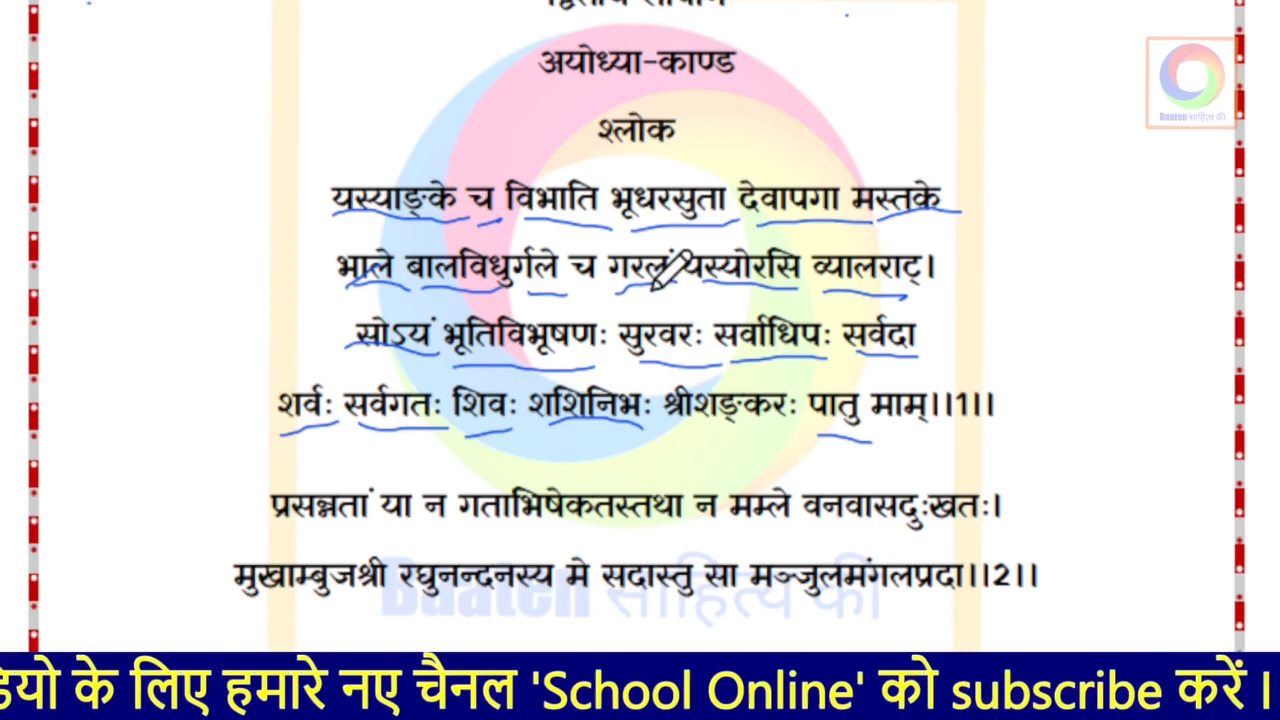 द्वितीय सोपान
अयोध्या-काण्ड
श्लोक
यस्याङ्के च विभाति भूधरसुता देवापगा मस्तके
भाले बालविधुर्गले च गरलं यस्योरसि व्यालराट्।
सोऽयं भूतिविभूषणः सुरवरः सर्वाधिपः सर्वदा
शर्वः सर्वगतः शिवः शशिनिभः श्रीशङ्करः पातु माम्।।1।।
प्रसन्नतां या न गताभिषेकतस्तथा न मम्ले वनवासदुःखतः।
मुखाम्बुजश्री रघुनन्दनस्य मे सदास्तु सा मञ्जुलमंगलप्रदा।।2।।
Baaten साहित्य की
Baaten साहित्य की
के लिए हमारे नए चैनल 'School Online' को subscribe करें।